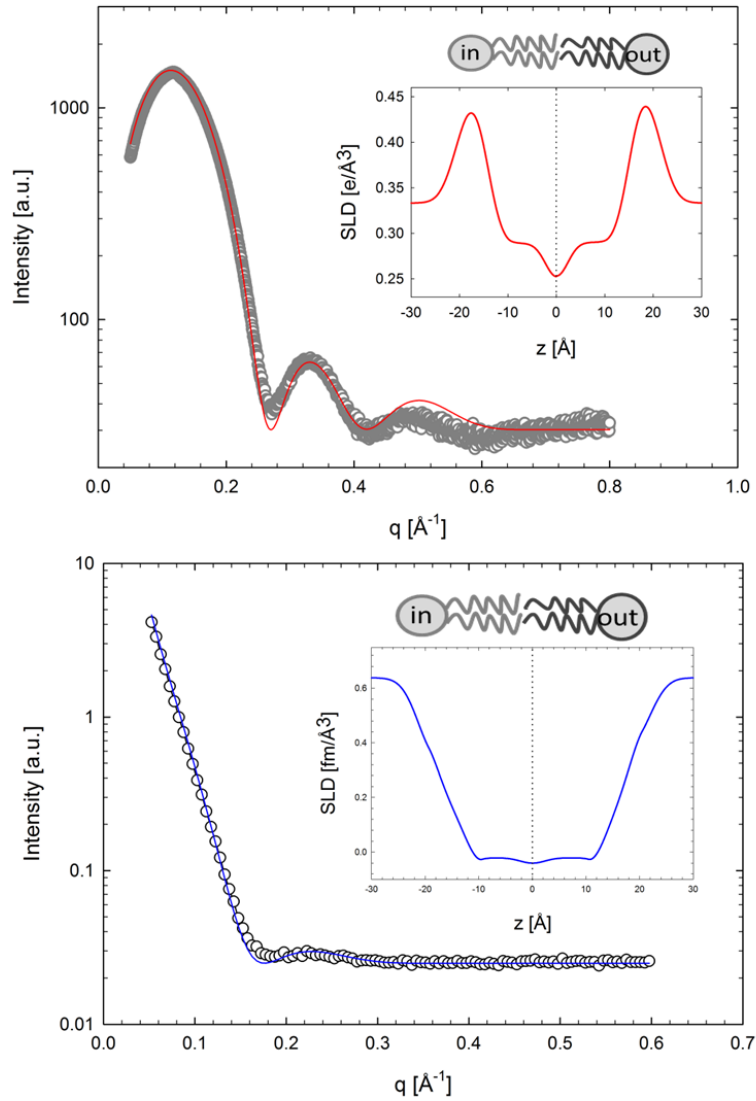 in out
0.45
0.40
0.35
0.30
0.25
SLD [e/Å³]
-30 -20 -10 0 10 20 30
z [Å]
1000
100
Intensity [a.u.]
0.0 0.2 0.4 0.6 0.8 1.0
q [Å⁻¹]
10
1
0.1
0.01
Intensity [a.u.]
in out
0.6
0.4
0.2
0.0
SLD [fm/Å³]
-30 -20 -10 0 10 20 30
z [Å]
0.0 0.1 0.2 0.3 0.4 0.5 0.6 0.7
q [Å⁻¹]